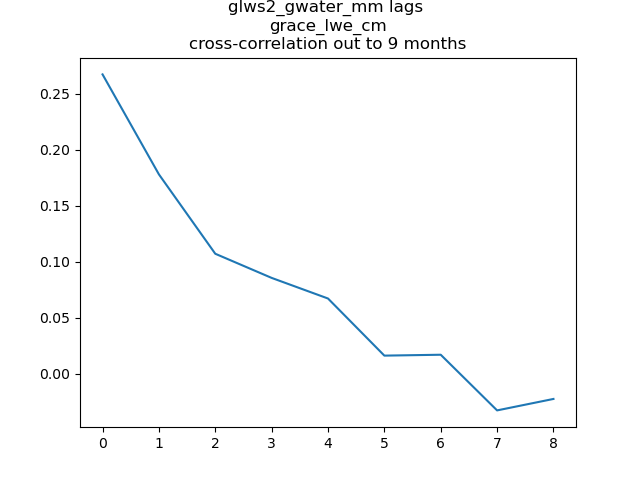 glws2_gwater_mm lags
grace_lwe_cm
cross-correlation out to 9 months
0.25
0.20
0.15
0.10
0.05
0.00
0 1 2 3 4 5 6 7 8